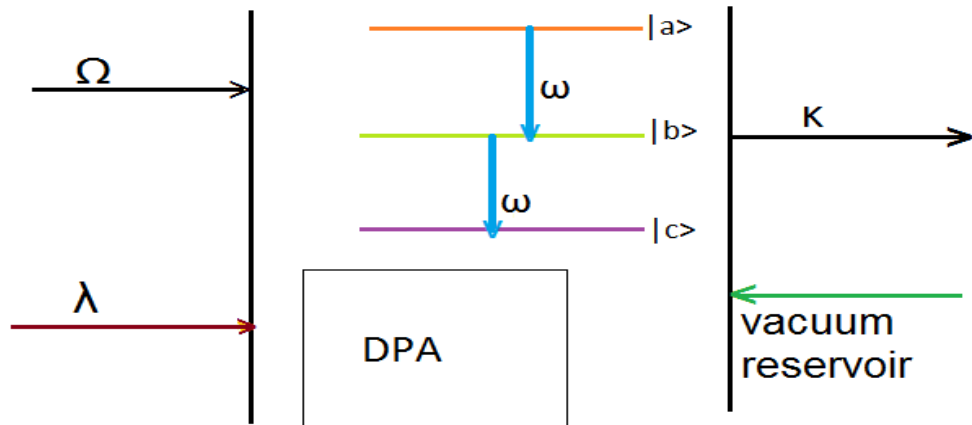 Ω
|a>
ω
|b>
κ
ω
|c>
λ
DPA
vacuum
reservoir